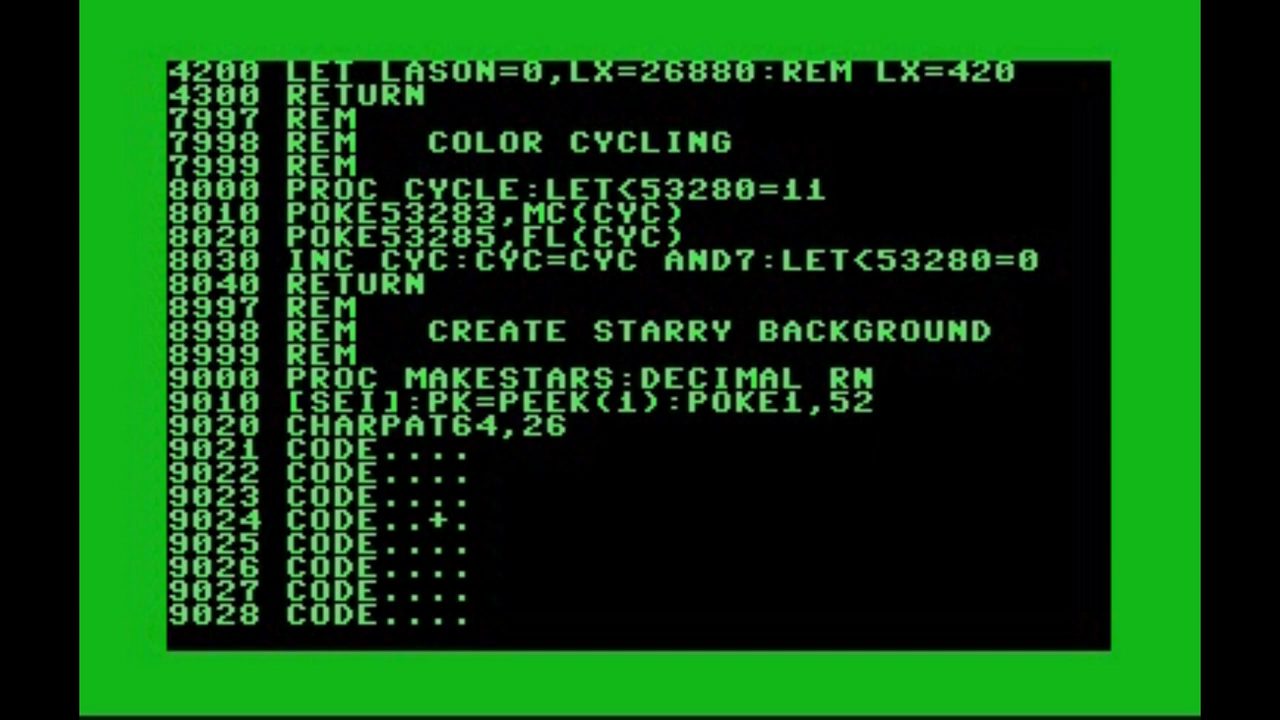 4200 LET LASON=0,LX=26880:REM LX=420
4300 RETURN
7997 REM
7998 REM   COLOR CYCLING
7999 REM
8000 PROC CYCLE:LET<53280=11
8010 POKE53283,MC(CYC)
8020 POKE53285,FL(CYC)
8030 INC CYC:CYC=CYC AND7:LET<53280=0
8040 RETURN
8997 REM
8998 REM   CREATE STARRY BACKGROUND
8999 REM
9000 PROC MAKESTARS:DECIMAL RN
9010 [SEI]:PK=PEEK(1):POKE1,52
9020 CHARPAT64,26
9021 CODE....
9022 CODE....
9023 CODE....
9024 CODE..+.
9025 CODE....
9026 CODE....
9027 CODE....
9028 CODE....